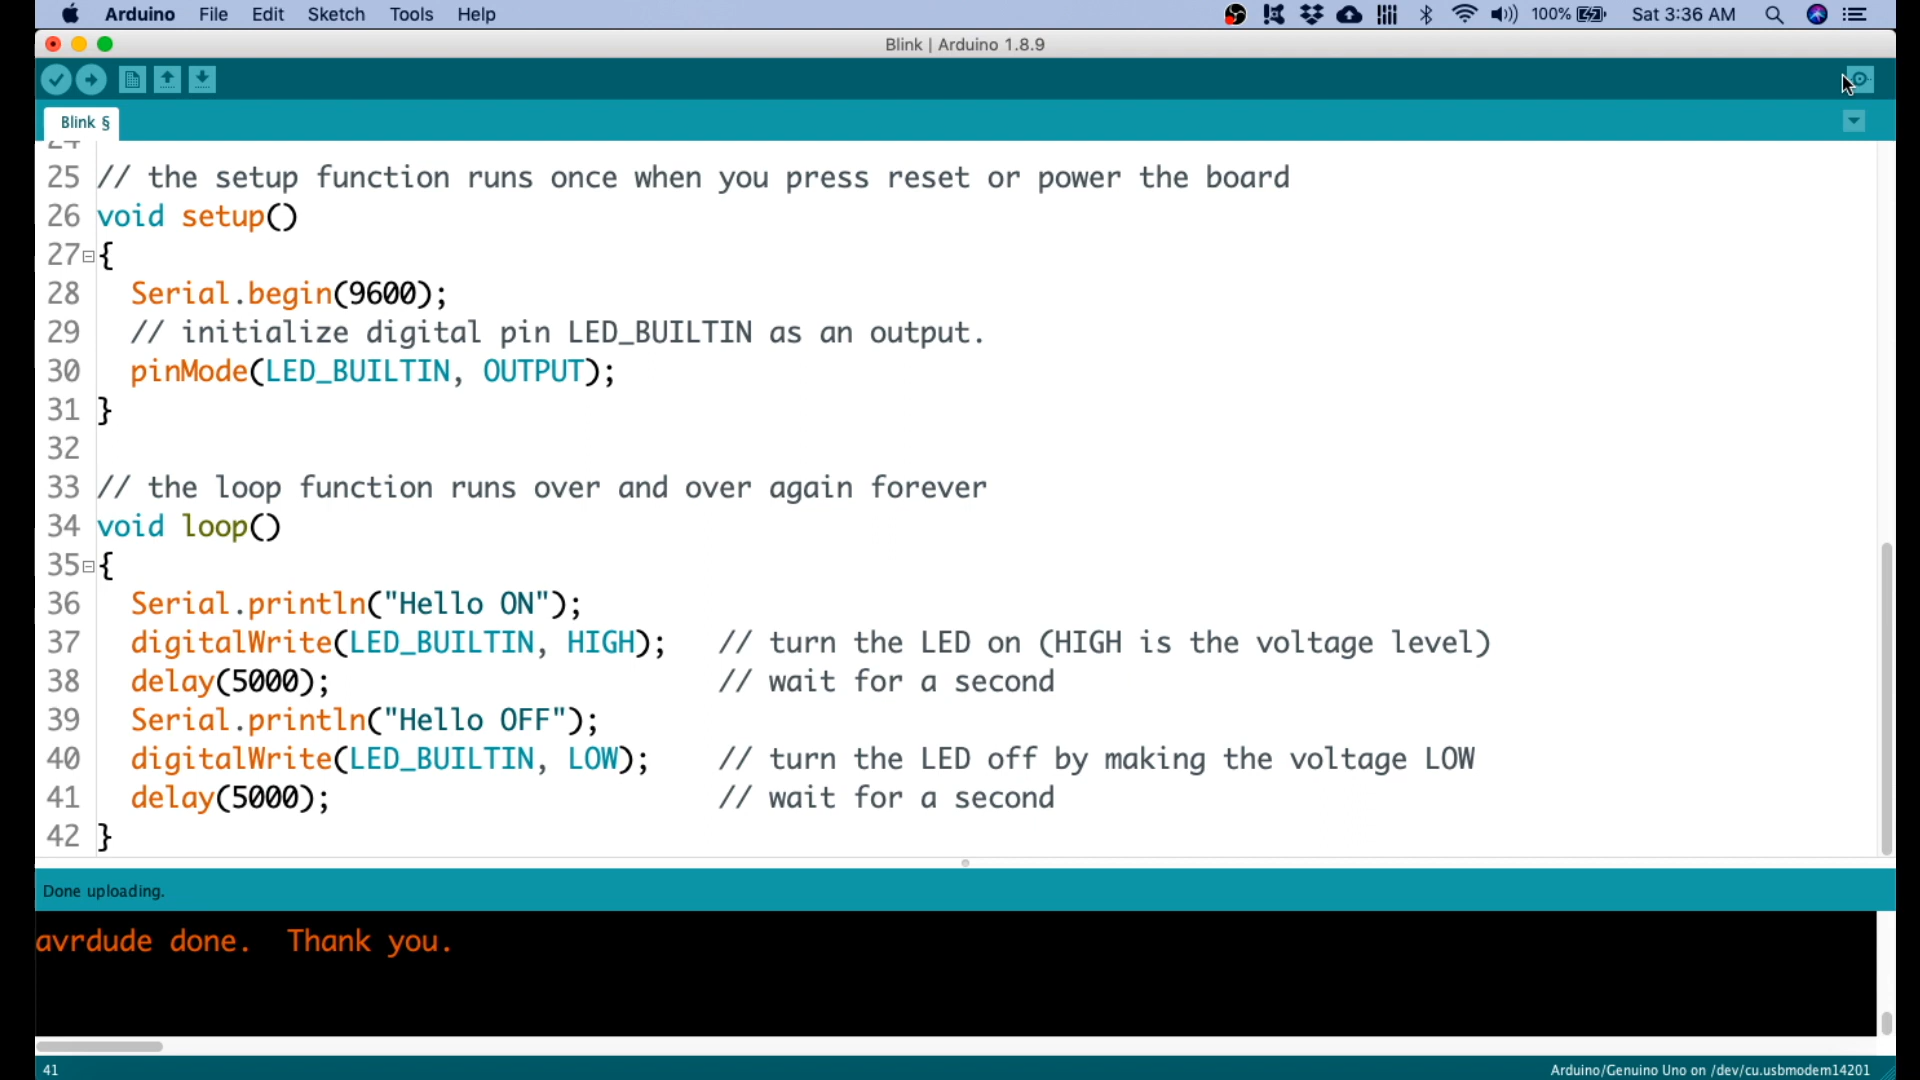 Arduino File Edit Sketch Tools Help 100% Sat 3:36 AM
Blink | Arduino 1.8.9
Blink §
24
25 // the setup function runs once when you press reset or power the board
26 void setup()
27 {
28 Serial.begin(9600);
29 // initialize digital pin LED_BUILTIN as an output.
30 pinMode(LED_BUILTIN, OUTPUT);
31 }
32
33 // the loop function runs over and over again forever
34 void loop()
35 {
36 Serial.println("Hello ON");
37 digitalWrite(LED_BUILTIN, HIGH); // turn the LED on (HIGH is the voltage level)
38 delay(5000); // wait for a second
39 Serial.println("Hello OFF");
40 digitalWrite(LED_BUILTIN, LOW); // turn the LED off by making the voltage LOW
41 delay(5000); // wait for a second
42 }
Done uploading.
avrdude done. Thank you.
41 Arduino/Genuino Uno on /dev/cu.usbmodem14201